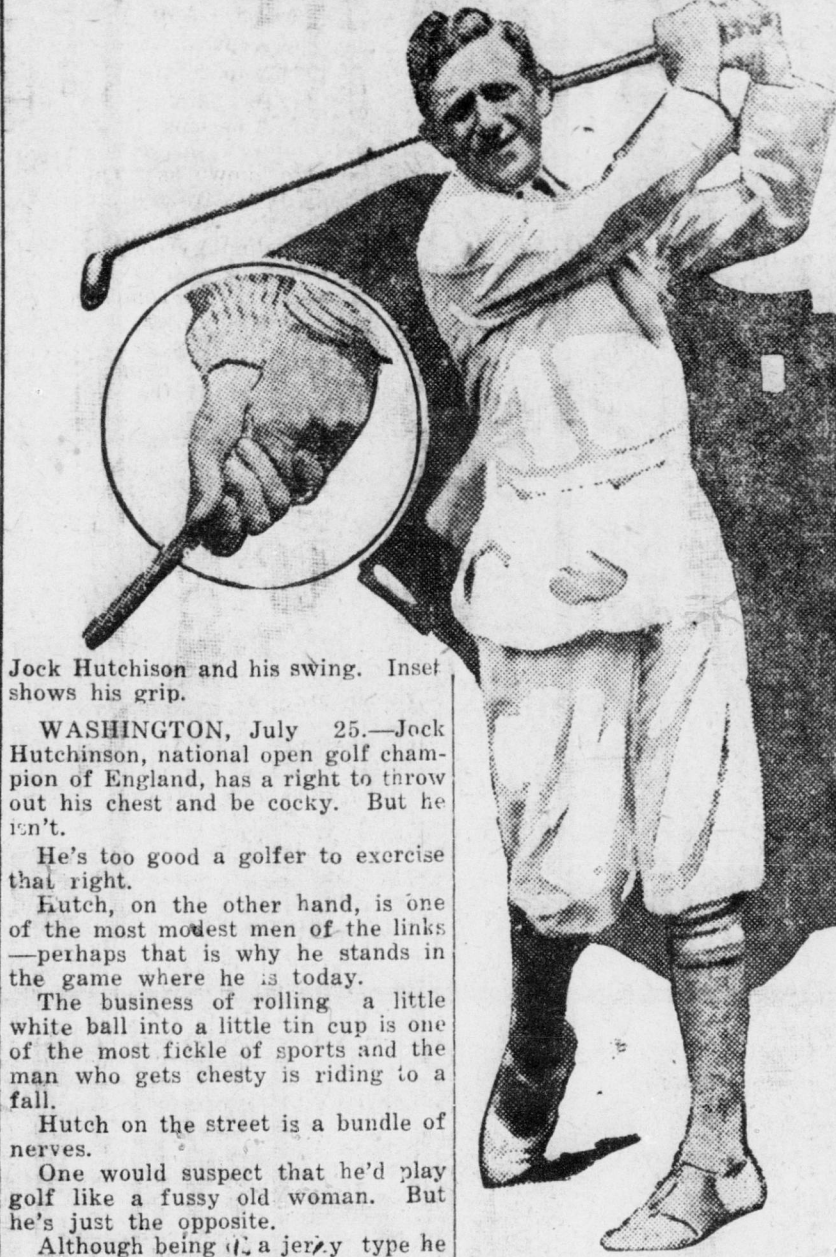 Jock Hutchison and his swing. Inset
shows his grip.
WASHINGTON, July 25.—Jock
Hutchinson, national open golf cham-
pion of England, has a right to throw
out his chest and be cocky. But he
isn't.
He's too good a golfer to exercise
that right.
Hutch, on the other hand, is one
of the most modest men of the links
—perhaps that is why he stands in
the game where he is today.
The business of rolling a little
white ball into a little tin cup is one
of the most fickle of sports and the
man who gets chesty is riding to a
fall.
Hutch on the street is a bundle of
nerves.
One would suspect that he'd play
golf like a fussy old woman. But
he's just the opposite.
Although being a type he